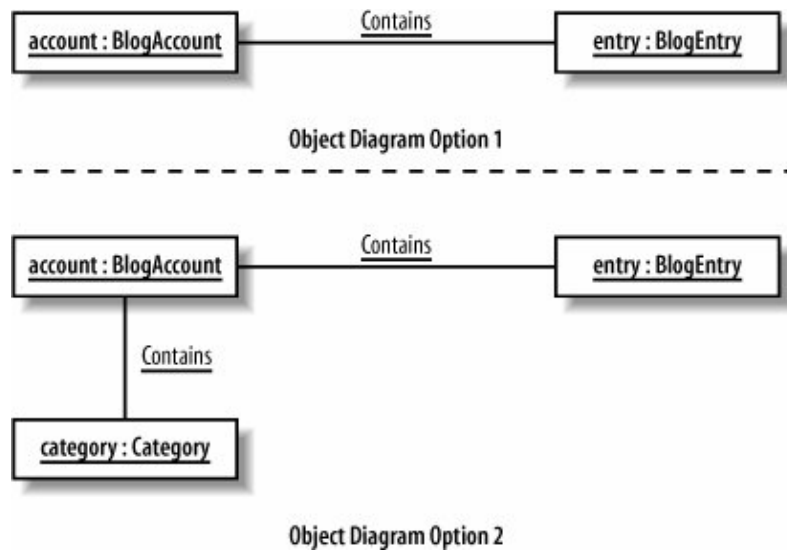 Contains
account : BlogAccount
entry : BlogEntry
Object Diagram Option 1
Contains
account : BlogAccount
entry : BlogEntry
Contains
category : Category
Object Diagram Option 2